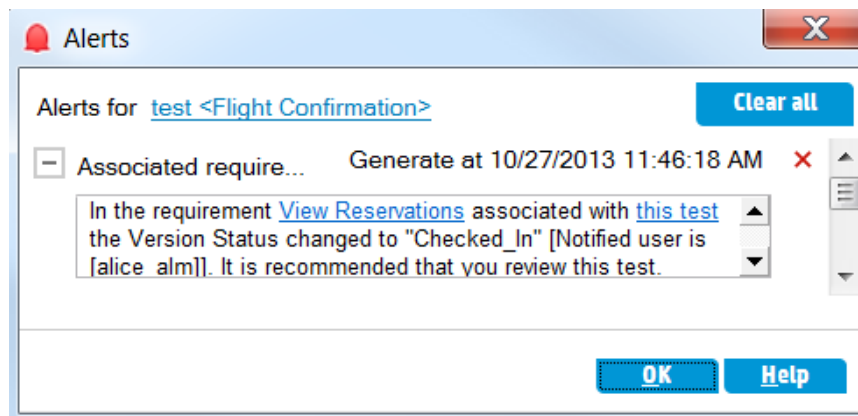 Alerts
X
Alerts for test <Flight Confirmation>
Clear all
Associated require... Generate at 10/27/2013 11:46:18 AM
In the requirement View Reservations associated with this test
the Version Status changed to "Checked_In" [Notified user is
[alice_alm]]. It is recommended that you review this test.
OK Help